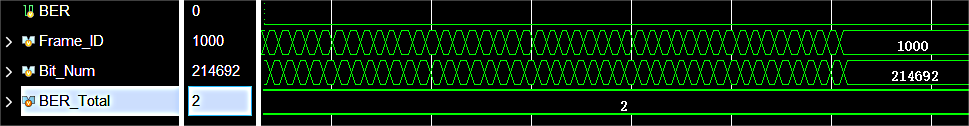 BER 0
Frame_ID 1000 1000
Bit_Num 214692 214692
BER_Total 2 2